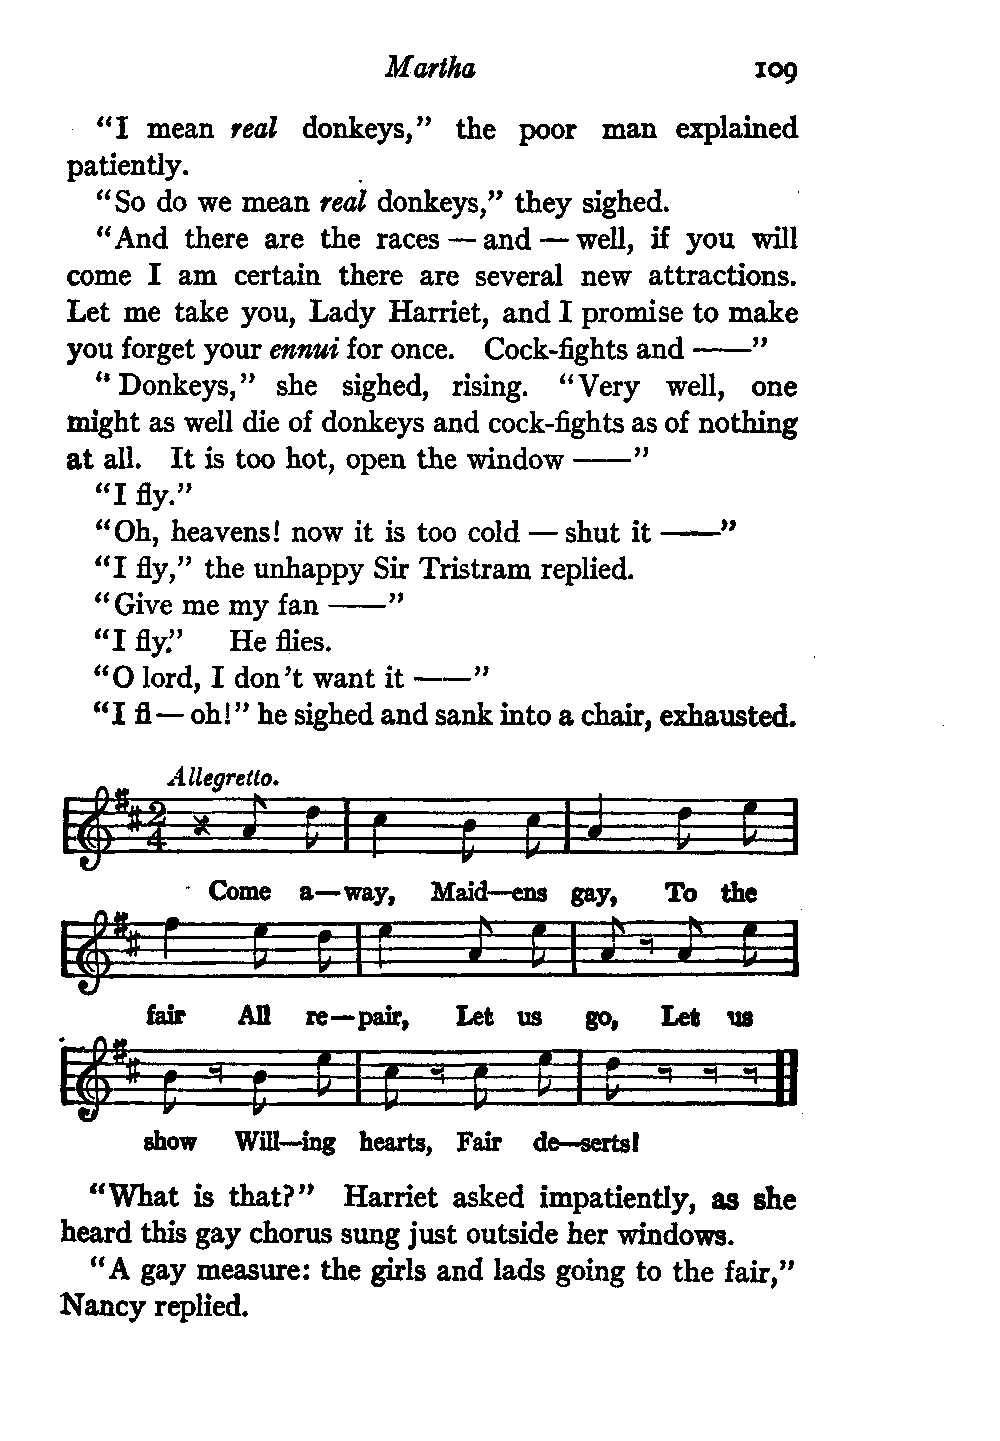 Martha 109
"I mean real donkeys," the poor man explained
patiently.
"So do we mean real donkeys," they sighed.
"And there are the races — and — well, if you will
come I am certain there are several new attractions.
Let me take you, Lady Harriet, and I promise to make
you forget your ennui for once. Cock-fights and ——"
"Donkeys," she sighed, rising. "Very well, one
might as well die of donkeys and cock-fights as of nothing
at all. It is too hot, open the window ——"
"I fly."
"Oh, heavens! now it is too cold — shut it ——"
"I fly," the unhappy Sir Tristram replied.
"Give me my fan ——"
"I fly." He flies.
"O lord, I don't want it ——"
"I fl— oh!" he sighed and sank into a chair, exhausted.
Allegretto.
2
4
Come a—way, Maid—ens gay, To the
fair All re—pair, Let us go, Let us
show Will—ing hearts, Fair de—serts!
"What is that?" Harriet asked impatiently, as she
heard this gay chorus sung just outside her windows.
"A gay measure: the girls and lads going to the fair,"
Nancy replied.